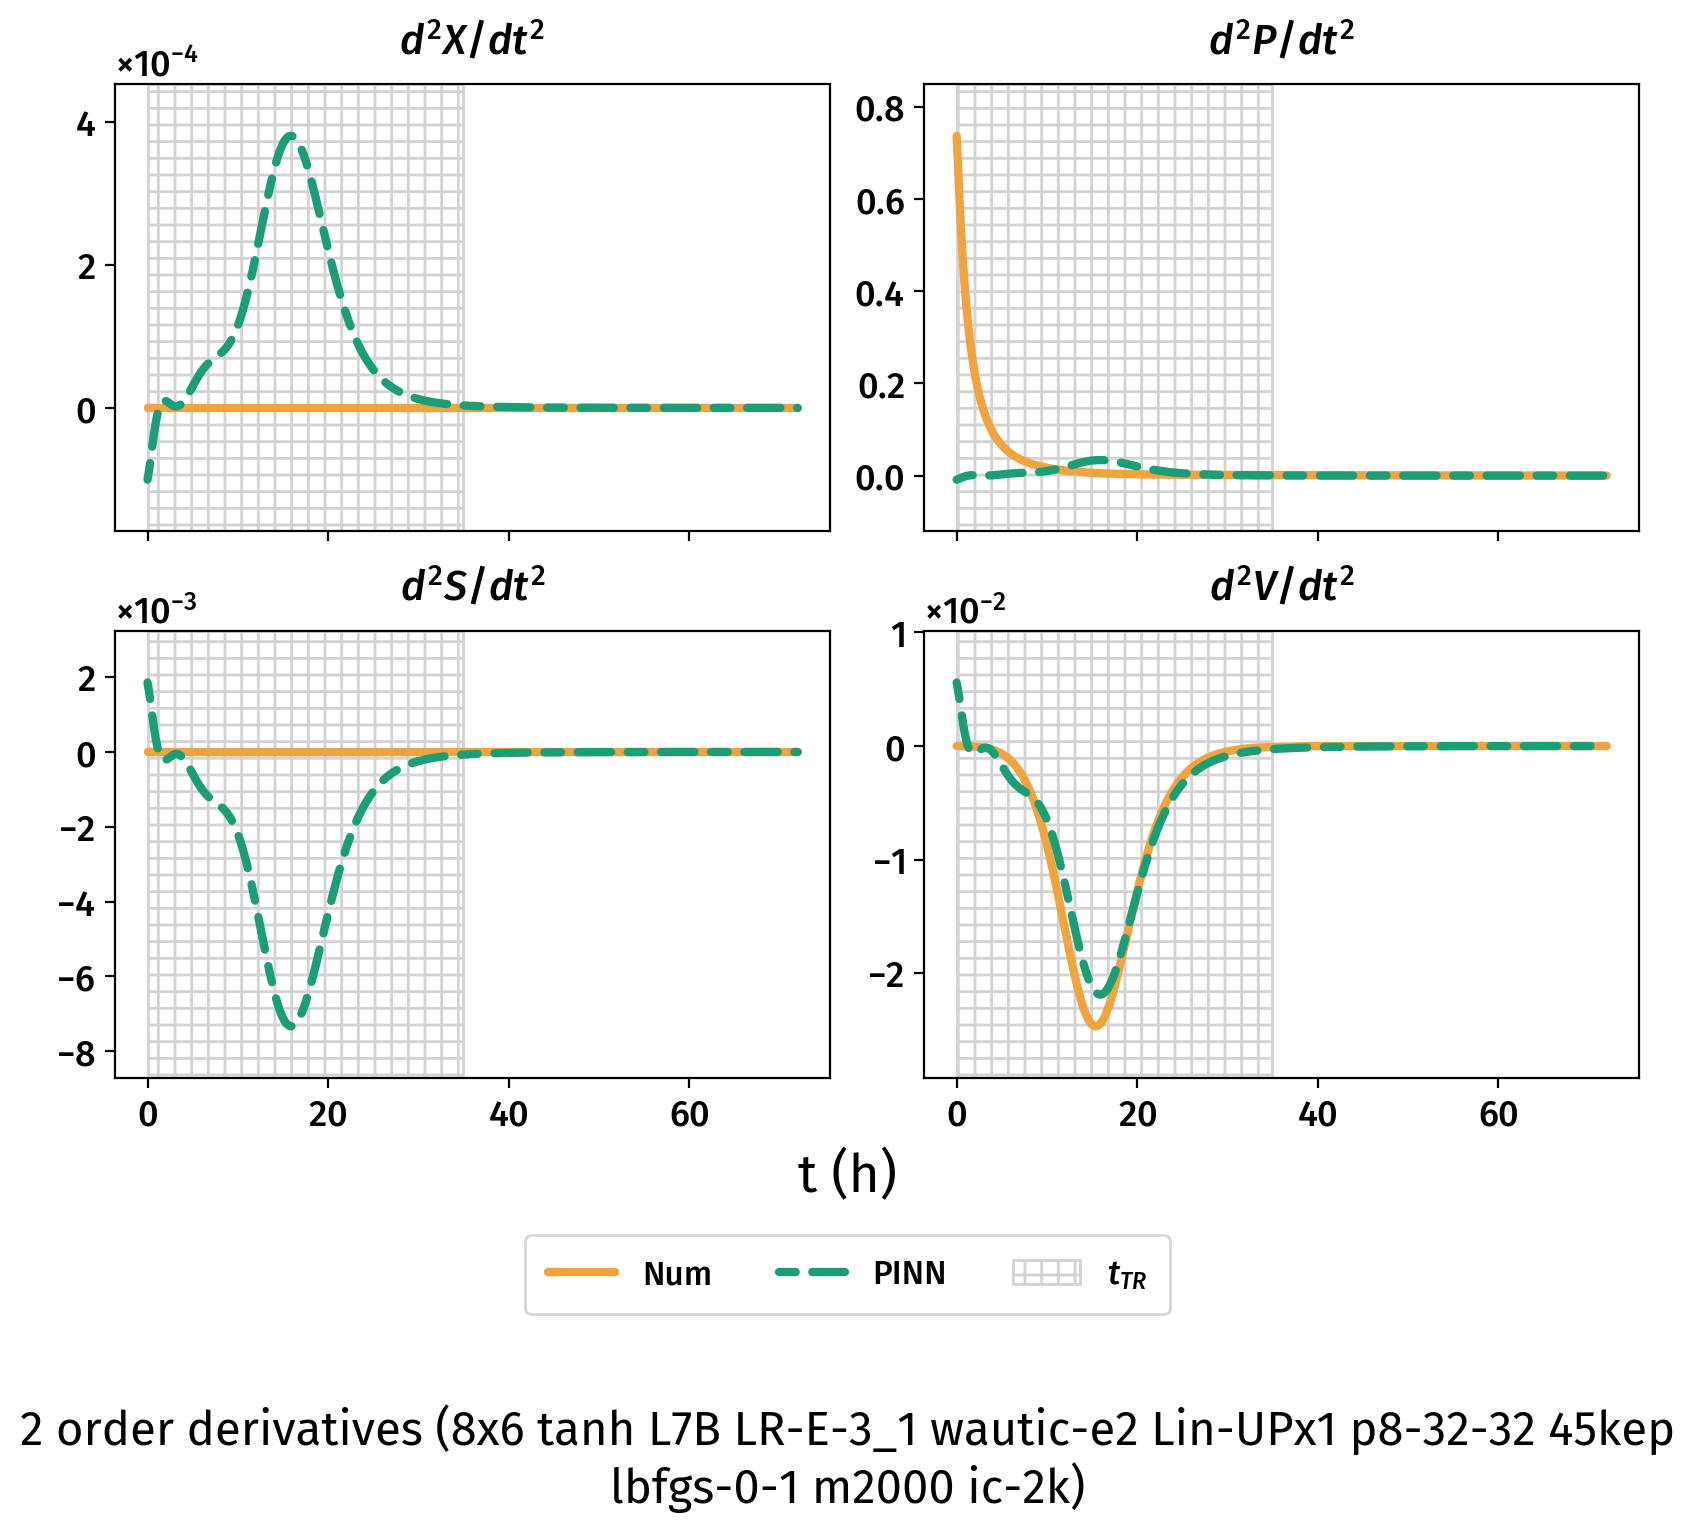 d²X/dt²
×10⁻⁴
4
2
0
d²P/dt²
0.8
0.6
0.4
0.2
0.0
d²S/dt²
×10⁻³
2
0
−2
−4
−6
−8
0 20 40 60
d²V/dt²
×10⁻²
1
0
−1
−2
0 20 40 60
t (h)
Num PINN t_TR
2 order derivatives (8x6 tanh L7B LR-E-3_1 wautic-e2 Lin-UPx1 p8-32-32 45kep
lbfgs-0-1 m2000 ic-2k)